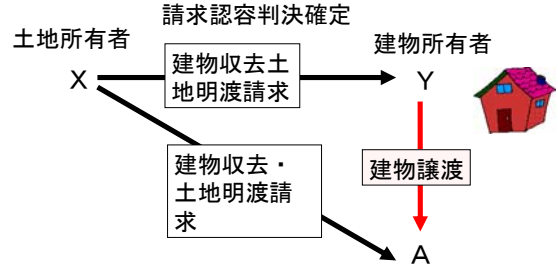 請求認容判決確定
土地所有者
建物所有者
X
建物収去土
地明渡請求
Y
建物収去・
土地明渡請
求
建物譲渡
A